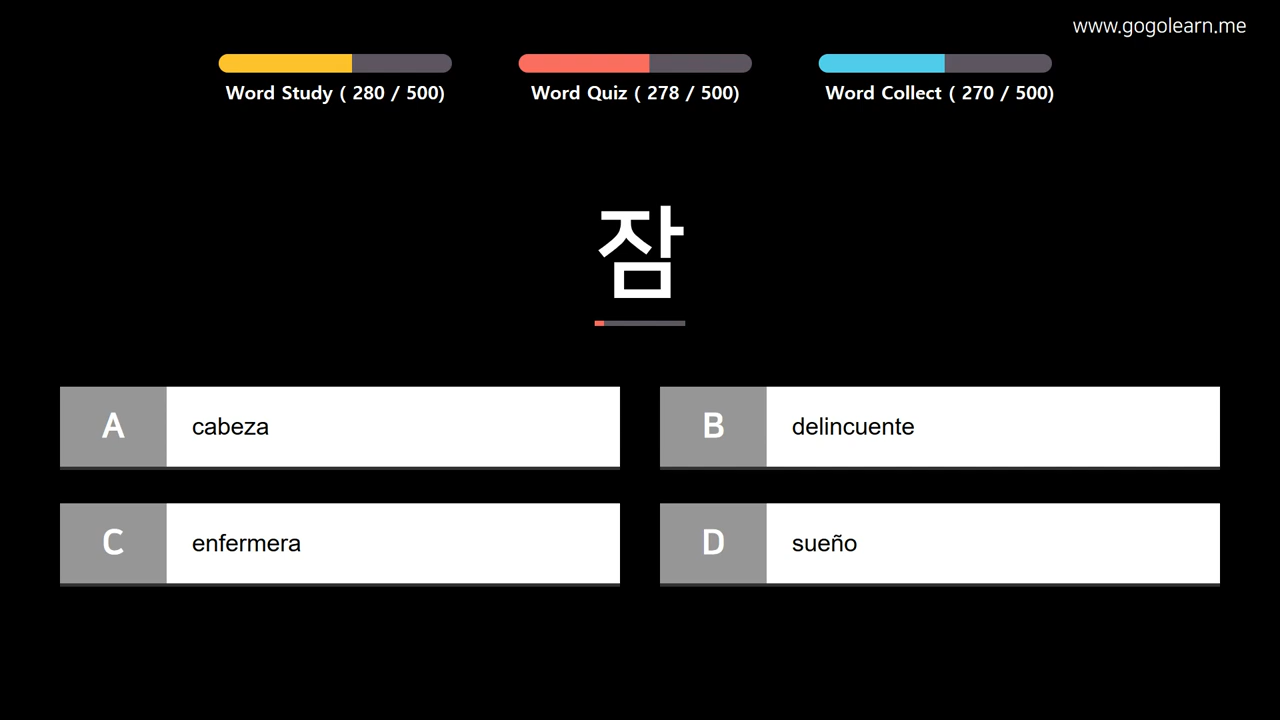 www.gogolearn.me
Word Study ( 280 / 500)
Word Quiz ( 278 / 500)
Word Collect ( 270 / 500)
잠
A cabeza
B delincuente
C enfermera
D sueño